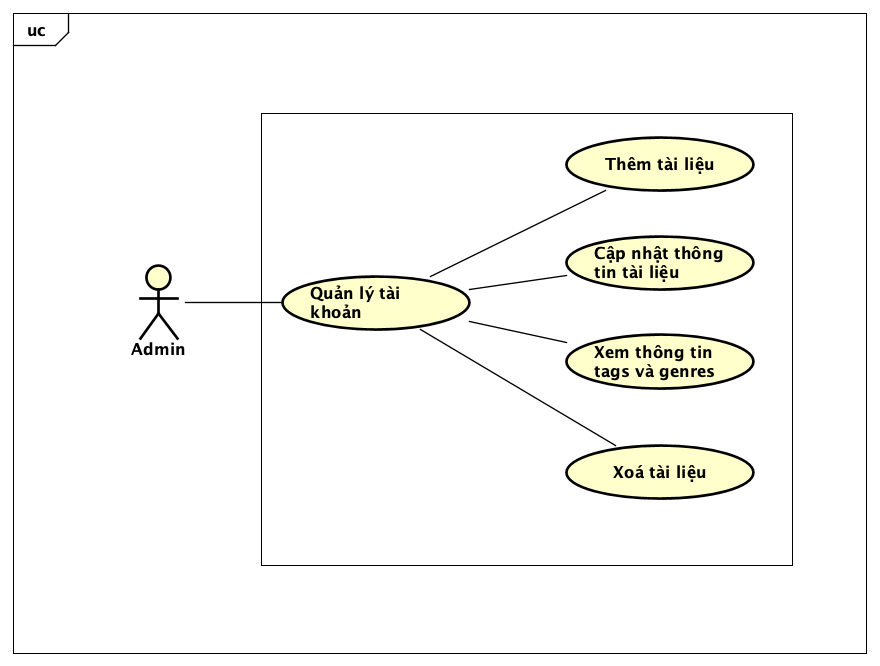 uc
Thêm tài liệu
Cập nhật thông
tin tài liệu
Quản lý tài
khoản
Admin
Xem thông tin
tags và genres
Xoá tài liệu